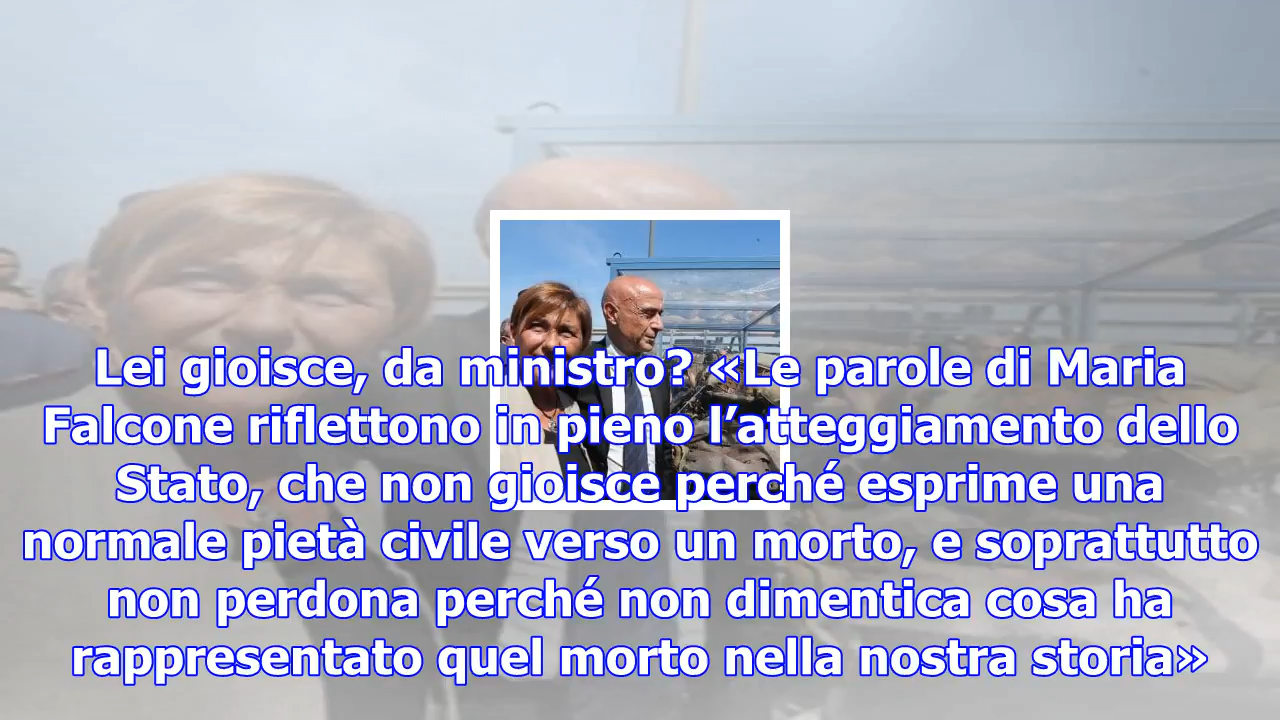 Lei gioisce, da ministro? «Le parole di Maria
Falcone riflettono in pieno l’atteggiamento dello
Stato, che non gioisce perché esprime una
normale pietà civile verso un morto, e soprattutto
non perdona perché non dimentica cosa ha
rappresentato quel morto nella nostra storia»